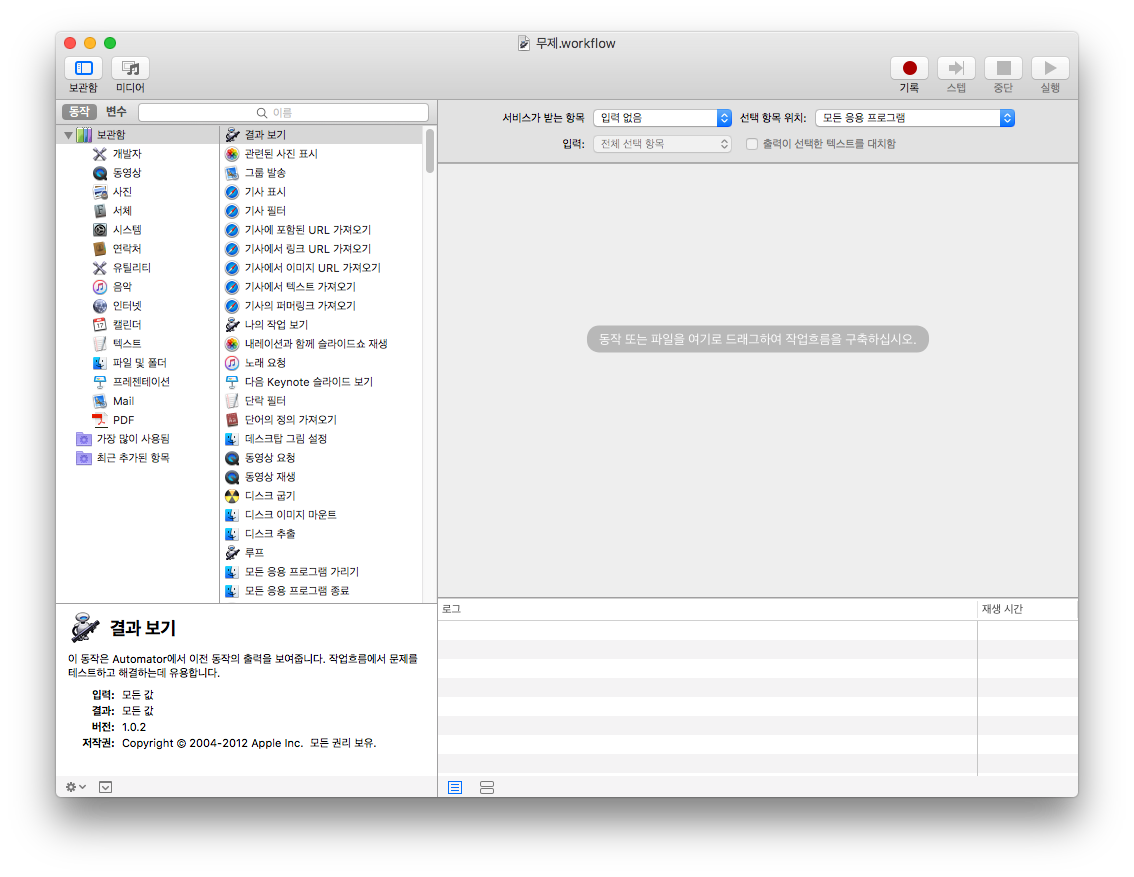 무제.workflow
보관함 미디어 기록 스텝 중단 실행
동작 변수 이름
서비스가 받는 항목 입력 없음 선택 항목 위치: 모든 응용 프로그램
입력: 전체 선택 항목 출력이 선택한 텍스트를 대치함
보관함
개발자
동영상
사진
서체
시스템
연락처
유틸리티
음악
인터넷
캘린더
텍스트
파일 및 폴더
프레젠테이션
Mail
PDF
가장 많이 사용됨
최근 추가된 항목
결과 보기
관련된 사진 표시
그룹 발송
기사 표시
기사 필터
기사에 포함된 URL 가져오기
기사에서 링크 URL 가져오기
기사에서 이미지 URL 가져오기
기사에서 텍스트 가져오기
기사의 퍼머링크 가져오기
나의 작업 보기
내레이션과 함께 슬라이드쇼 재생
노래 요청
다음 Keynote 슬라이드 보기
단락 필터
단어의 정의 가져오기
데스크탑 그림 설정
동영상 요청
동영상 재생
디스크 굽기
디스크 이미지 마운트
디스크 추출
루프
모든 응용 프로그램 가리기
모든 응용 프로그램 종료
동작 또는 파일을 여기로 드래그하여 작업흐름을 구축하십시오.
로그 재생 시간
결과 보기
이 동작은 Automator에서 이전 동작의 출력을 보여줍니다. 작업흐름에서 문제를
테스트하고 해결하는데 유용합니다.
입력: 모든 값
결과: 모든 값
버전: 1.0.2
저작권: Copyright © 2004-2012 Apple Inc. 모든 권리 보유.